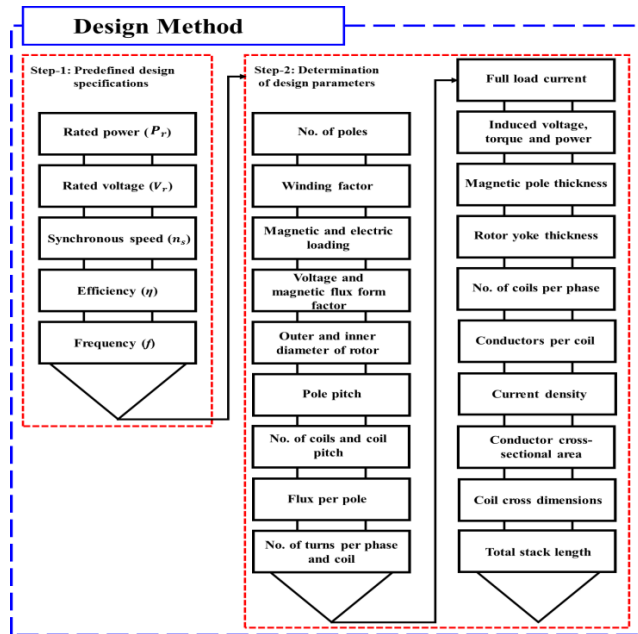 Design Method
Step-1: Predefined design
specifications
Rated power (P_r)
Rated voltage (V_r)
Synchronous speed (n_s)
Efficiency (η)
Frequency (f)
Step-2: Determination
of design parameters
No. of poles
Winding factor
Magnetic and electric
loading
Voltage and
magnetic flux form
factor
Outer and inner
diameter of rotor
Pole pitch
No. of coils and coil
pitch
Flux per pole
No. of turns per phase
and coil
Full load current
Induced voltage,
torque and power
Magnetic pole thickness
Rotor yoke thickness
No. of coils per phase
Conductors per coil
Current density
Conductor cross-
sectional area
Coil cross dimensions
Total stack length